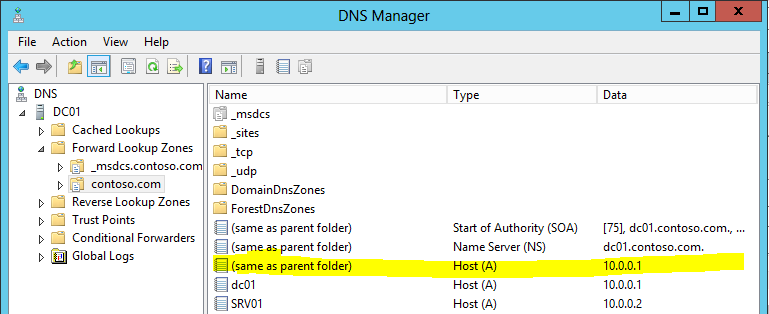 DNS Manager
File Action View Help
DNS
DC01
Cached Lookups
Forward Lookup Zones
_msdcs.contoso.com
contoso.com
Reverse Lookup Zones
Trust Points
Conditional Forwarders
Global Logs
Name Type Data
_msdcs
_sites
_tcp
_udp
DomainDnsZones
ForestDnsZones
(same as parent folder) Start of Authority (SOA) [75], dc01.contoso.com., ...
(same as parent folder) Name Server (NS) dc01.contoso.com.
(same as parent folder) Host (A) 10.0.0.1
dc01 Host (A) 10.0.0.1
SRV01 Host (A) 10.0.0.2